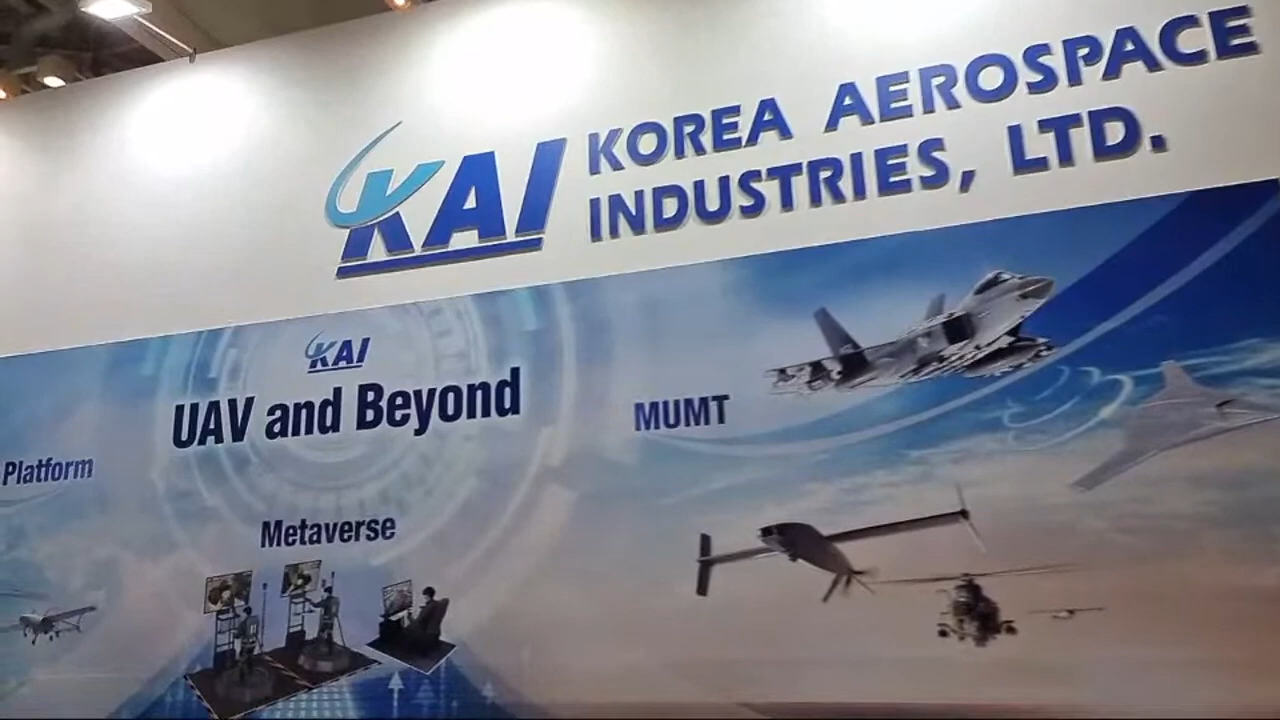 KAI
KOREA AEROSPACE
INDUSTRIES, LTD.
KAI
UAV and Beyond
MUMT
Platform
Metaverse